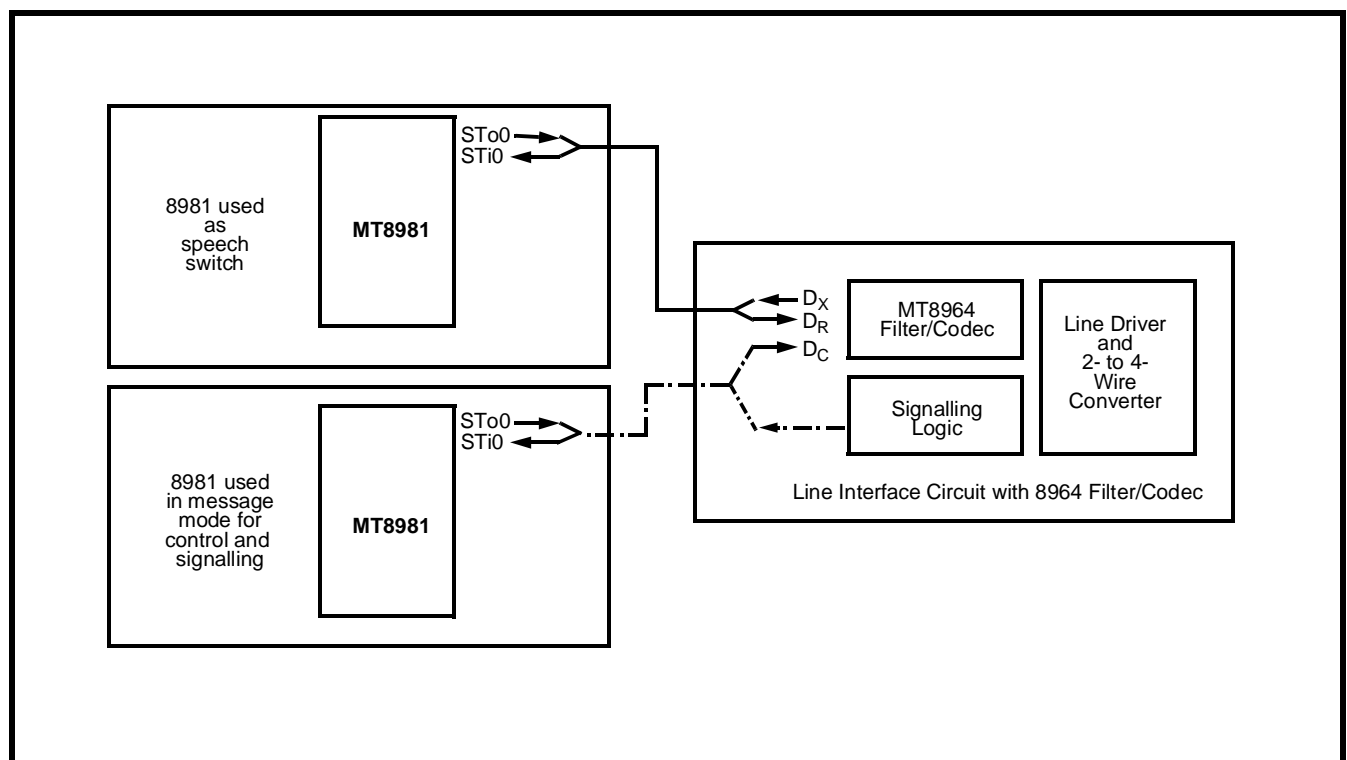 8981 used
as
speech
switch
MT8981
STo0
STi0
8981 used
in message
mode for
control and
signalling
MT8981
STo0
STi0
DX
DR
DC
MT8964
Filter/Codec
Signalling
Logic
Line Driver
and
2- to 4-
Wire
Converter
Line Interface Circuit with 8964 Filter/Codec